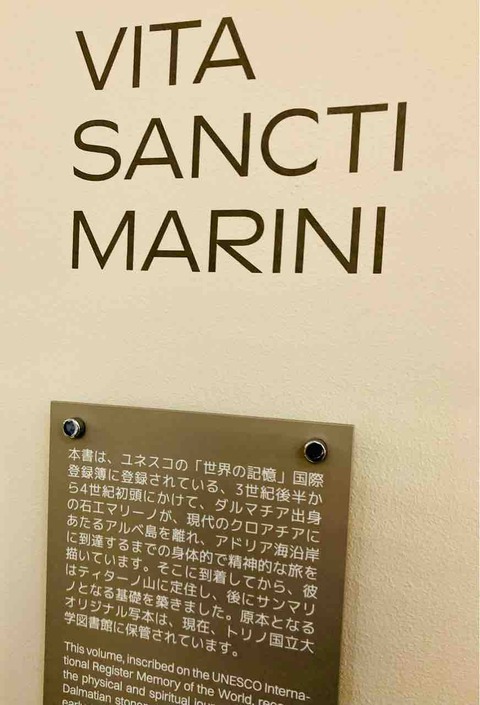 VITA
SANCTI
MARINI
本書は、ユネスコの「世界の記憶」国際
登録簿に登録されている、3世紀後半か
ら4世紀初頭にかけて、ダルマチア出身
の石工マリーノが、現代のクロアチアに
あたるアルベ島を離れ、アドリア海沿岸
に到達するまでの身体的で精神的な旅を
描いています。そこに到着してから、彼
はティターノ山に定住し、後にサンマリ
ノとなる基礎を築きました。原本となる
オリジナル写本は、現在、トリノ国立大
学図書館に保管されています。
This volume, inscribed on the UNESCO Interna-
tional Register Memory of the World,
the physical and spiritual
Dalmatian